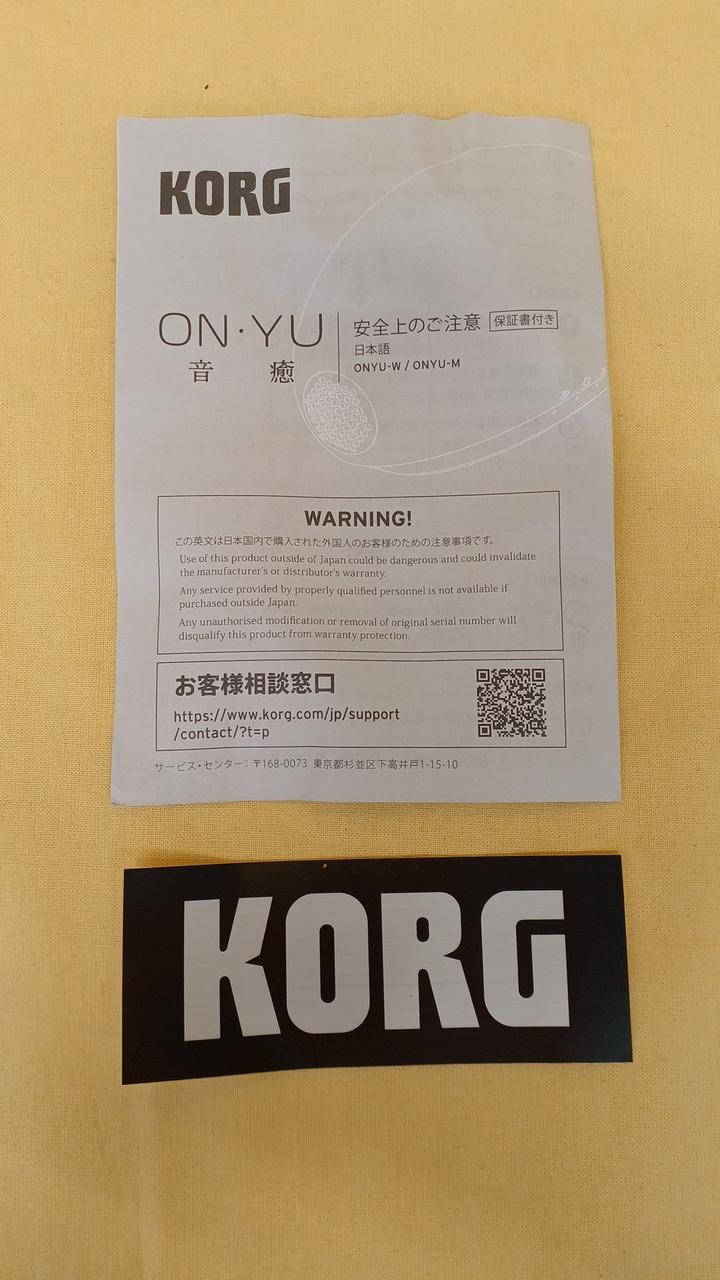 KORG
ON・YU
音 癒
安全上のご注意 保証書付き
日本語
ONYU-W / ONYU-M
WARNING!
この英文は日本国内で購入された外国人のお客様のための注意事項です。
Use of this product outside of Japan could be dangerous and could invalidate
the manufacturer's or distributor's warranty.
Any service provided by properly qualified personnel is not available if
purchased outside Japan.
Any unauthorised modification or removal of original serial number will
disqualify this product from warranty protection.
お客様相談窓口
https://www.korg.com/jp/support
/contact/?t=p
サービス・センター：〒168-0073 東京都杉並区下高井戸1-15-10
KORG